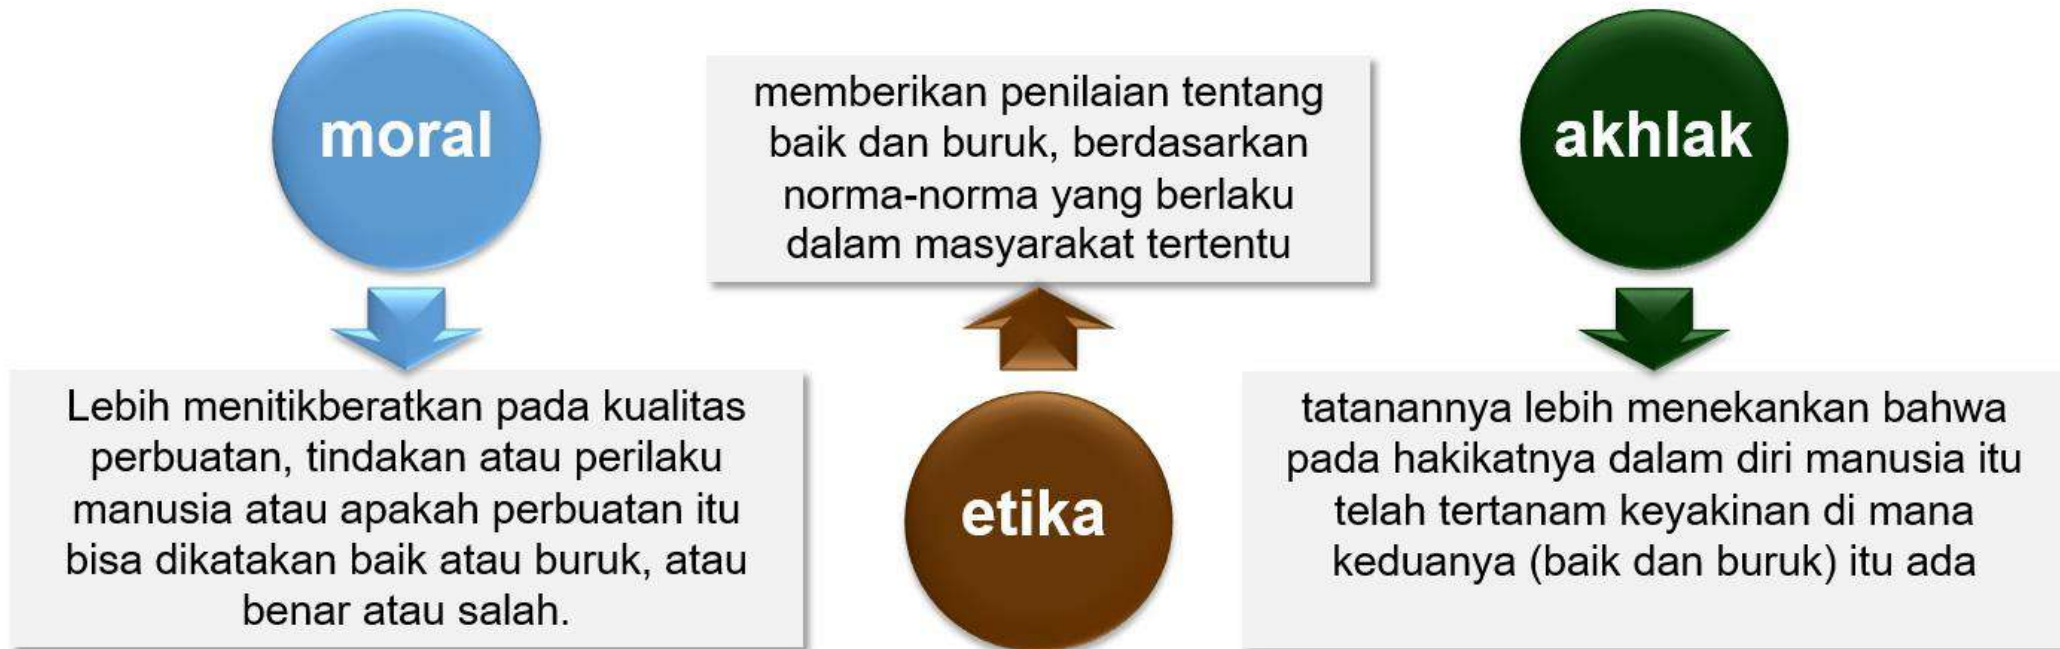 moral
Lebih menitikberatkan pada kualitas
perbuatan, tindakan atau perilaku
manusia atau apakah perbuatan itu
bisa dikatakan baik atau buruk, atau
benar atau salah.
memberikan penilaian tentang
baik dan buruk, berdasarkan
norma-norma yang berlaku
dalam masyarakat tertentu
etika
akhlak
tatanannya lebih menekankan bahwa
pada hakikatnya dalam diri manusia itu
telah tertanam keyakinan di mana
keduanya (baik dan buruk) itu ada